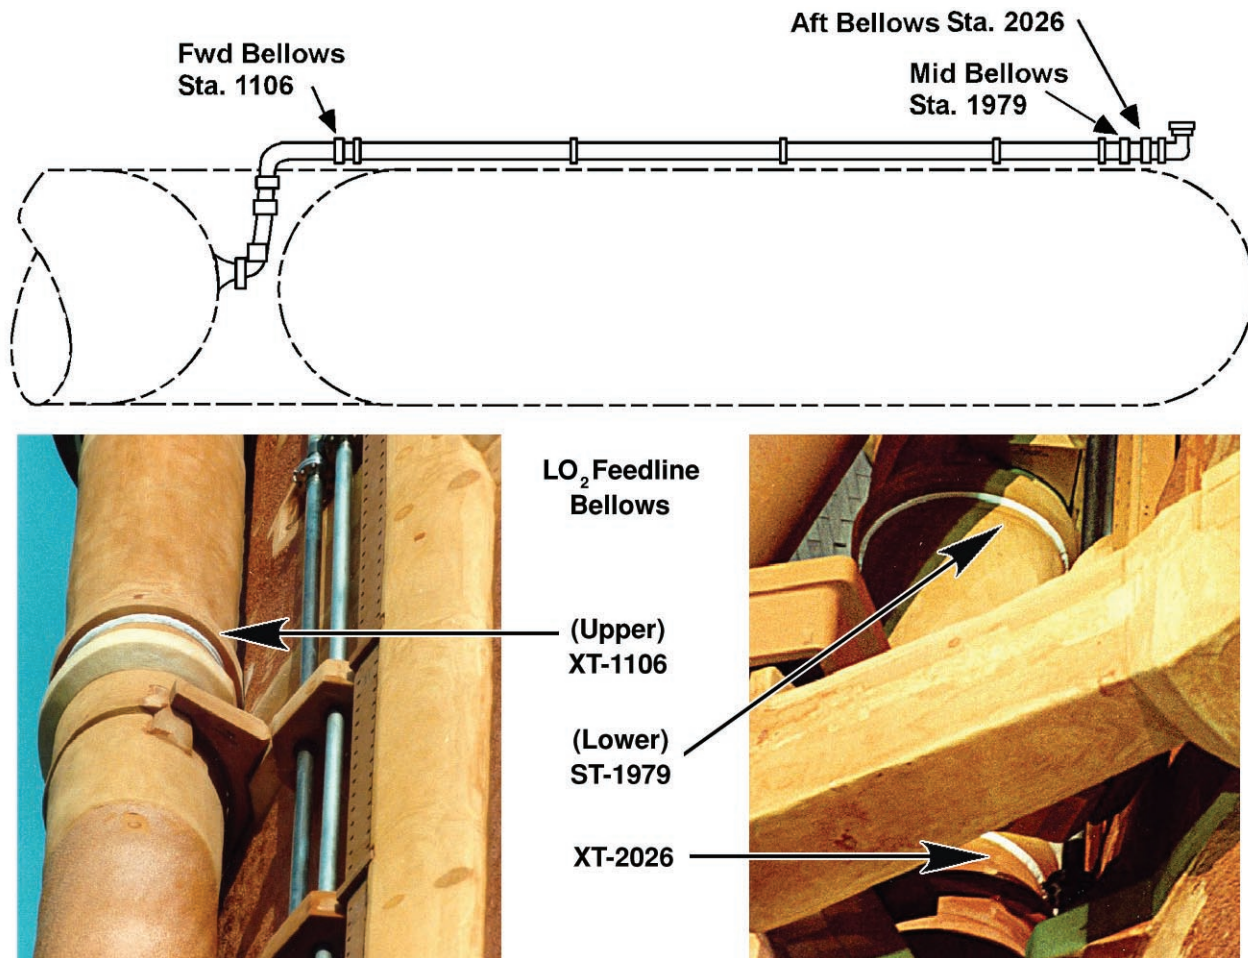 Aft Bellows Sta. 2026
Fwd Bellows
Sta. 1106
Mid Bellows
Sta. 1979
LO2 Feedline
Bellows
(Upper)
XT-1106
(Lower)
ST-1979
XT-2026